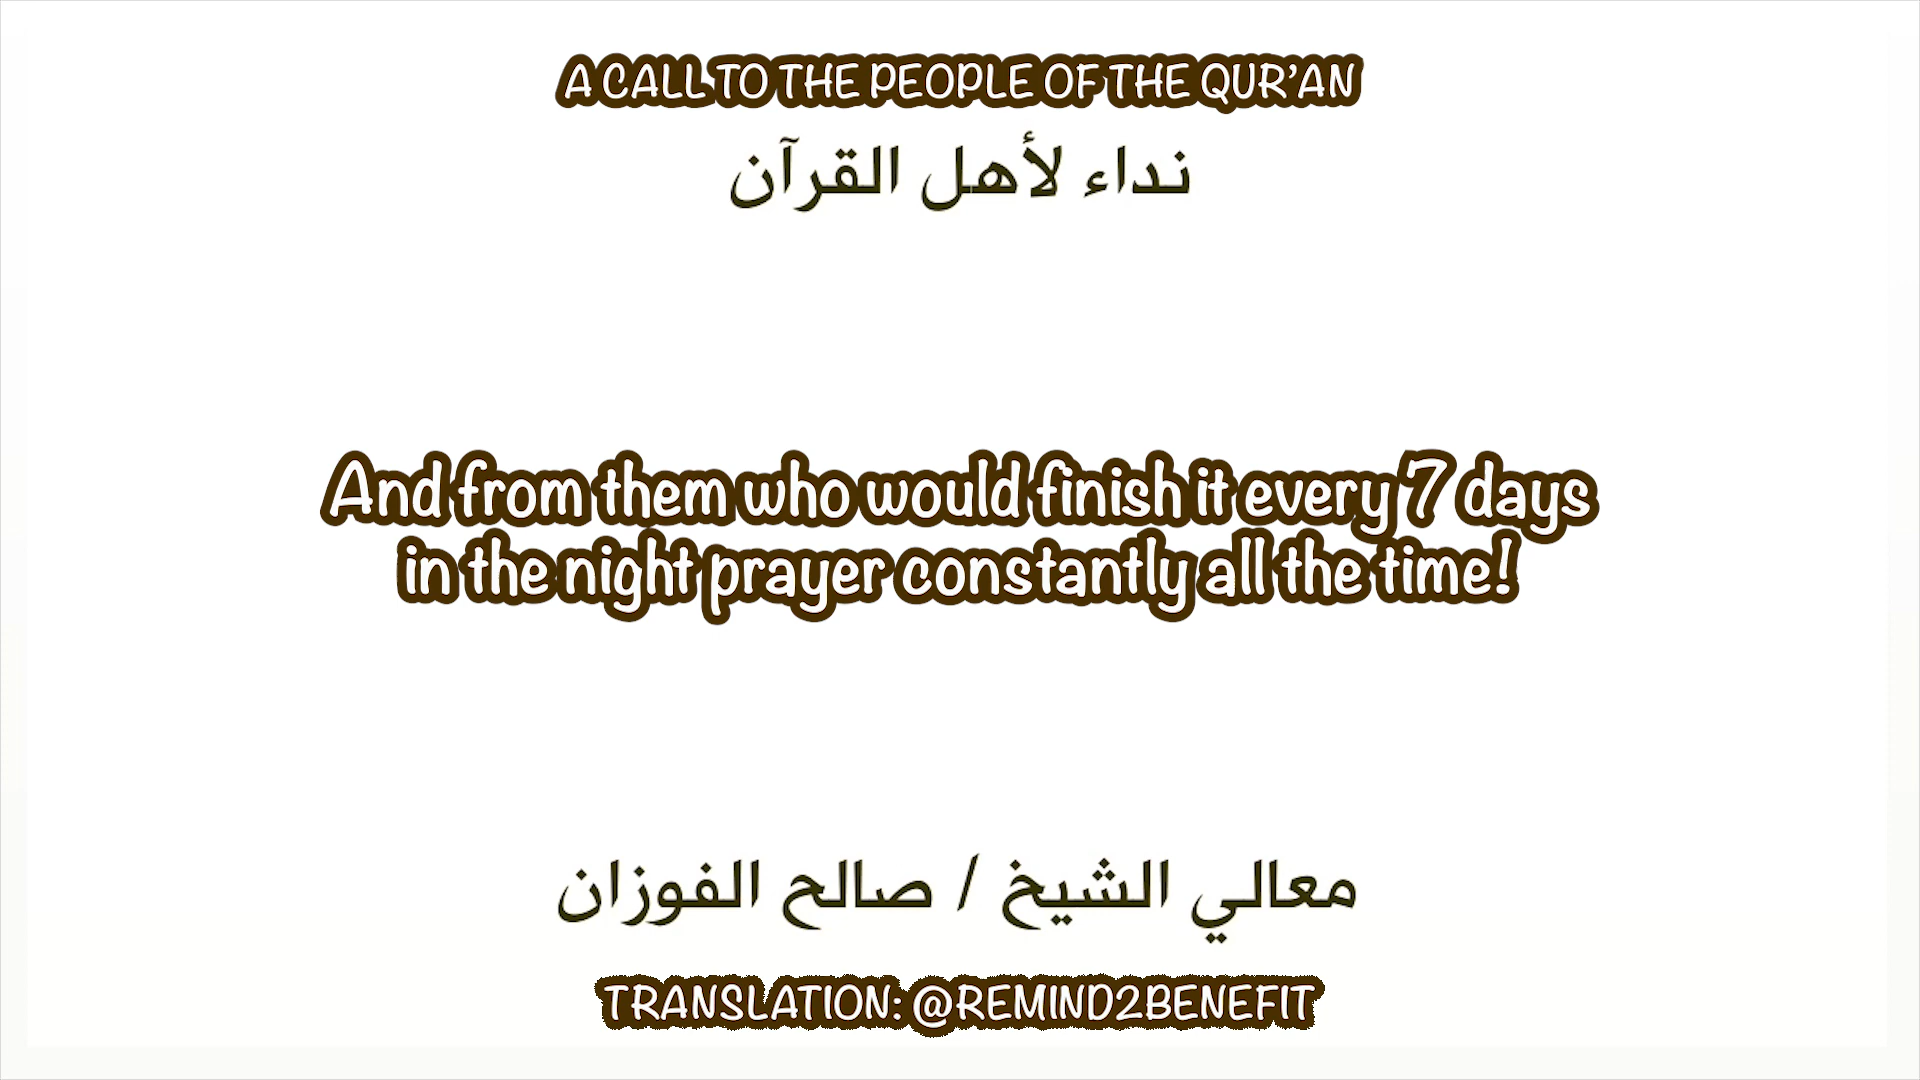 A CALL TO THE PEOPLE OF THE QUR’AN
نداء لأهل القرآن
And from them who would finish it every 7 days
in the night prayer constantly all the time!
معالي الشيخ / صالح الفوزان
TRANSLATION: @REMIND2BENEFIT